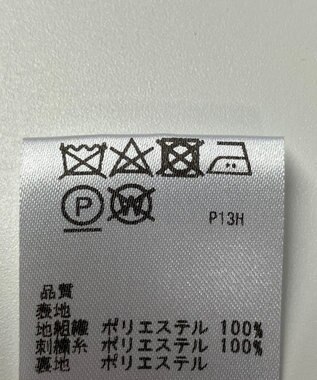 P W P13H
品質
表地
地組織 ポリエステル 100%
刺繍糸 ポリエステル 100%
裏地 ポリエステル